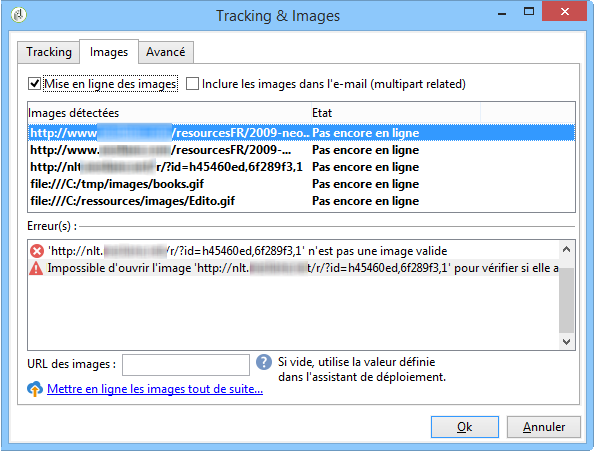 Tracking & Images
Tracking Images Avancé
Mise en ligne des images Inclure les images dans l'e-mail (multipart related)
Images détectées Etat
http://www /resourcesFR/2009-neo... Pas encore en ligne
http://www. /resourcesFR/2009-... Pas encore en ligne
http://nlt r/?id=h45460ed,6f289f3,1 Pas encore en ligne
file:///C:/tmp/images/books.gif Pas encore en ligne
file:///C:/ressources/images/Edito.gif Pas encore en ligne
Erreur(s) :
'http://nlt. /r/?id=h45460ed,6f289f3,1' n'est pas une image valide
Impossible d'ouvrir l'image 'http://nlt. t/r/?id=h45460ed,6f289f3,1' pour vérifier si elle a
URL des images : ? Si vide, utilise la valeur définie
dans l'assistant de déploiement.
Mettre en ligne les images tout de suite...
Ok Annuler